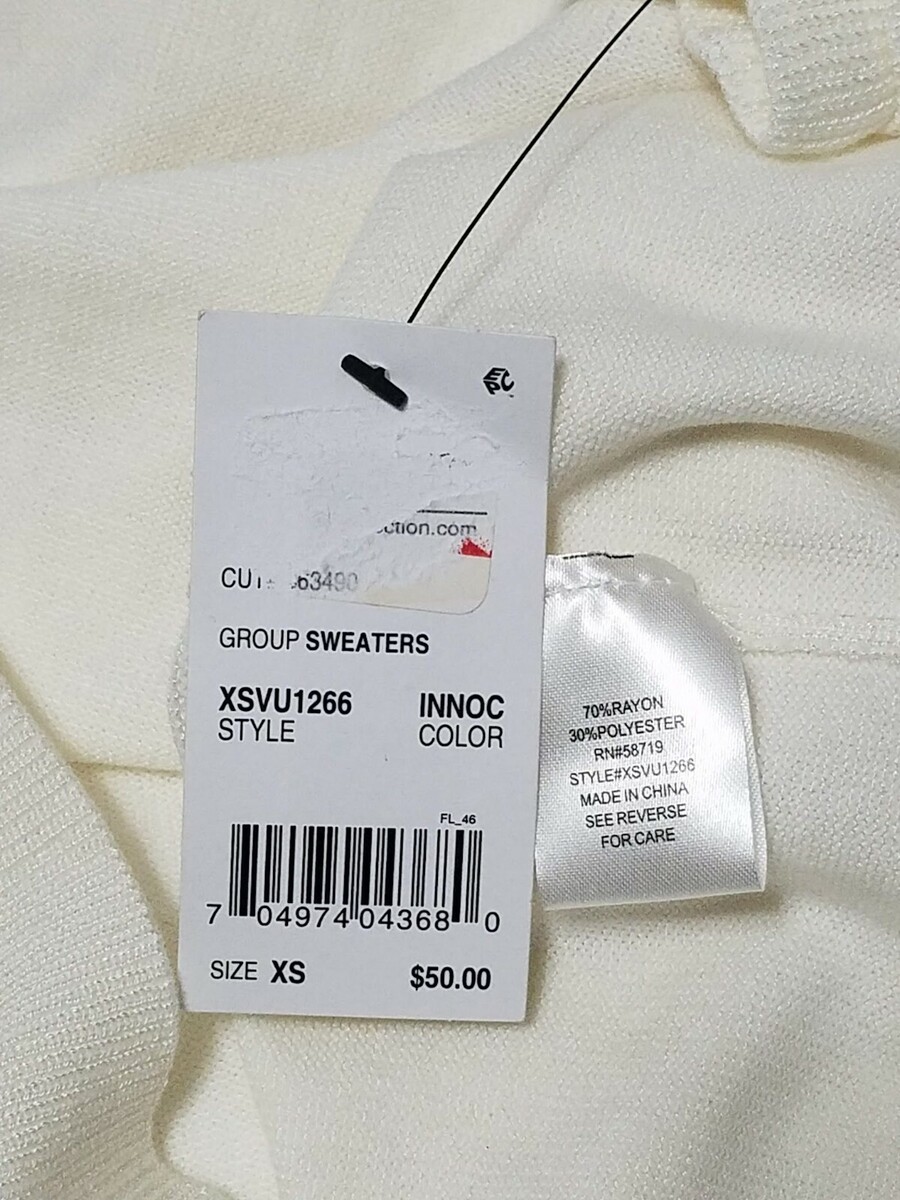 EPC
ction.com
63490
GROUP SWEATERS
XSVU1266 INNOC
STYLE COLOR
FL_46
7 04974 04368 0
SIZE XS $50.00
70%RAYON
30%POLYESTER
RN#58719
STYLE#XSVU1266
MADE IN CHINA
SEE REVERSE
FOR CARE